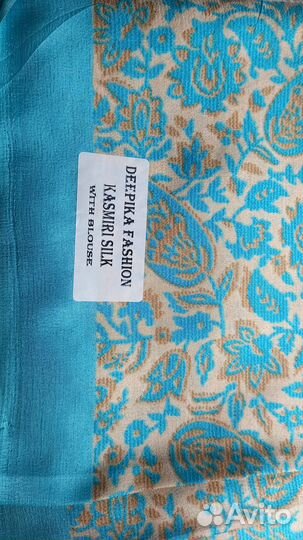 DEEPIKA FASHION
KASMIRI SILK
WITH BLOUSE
Avito